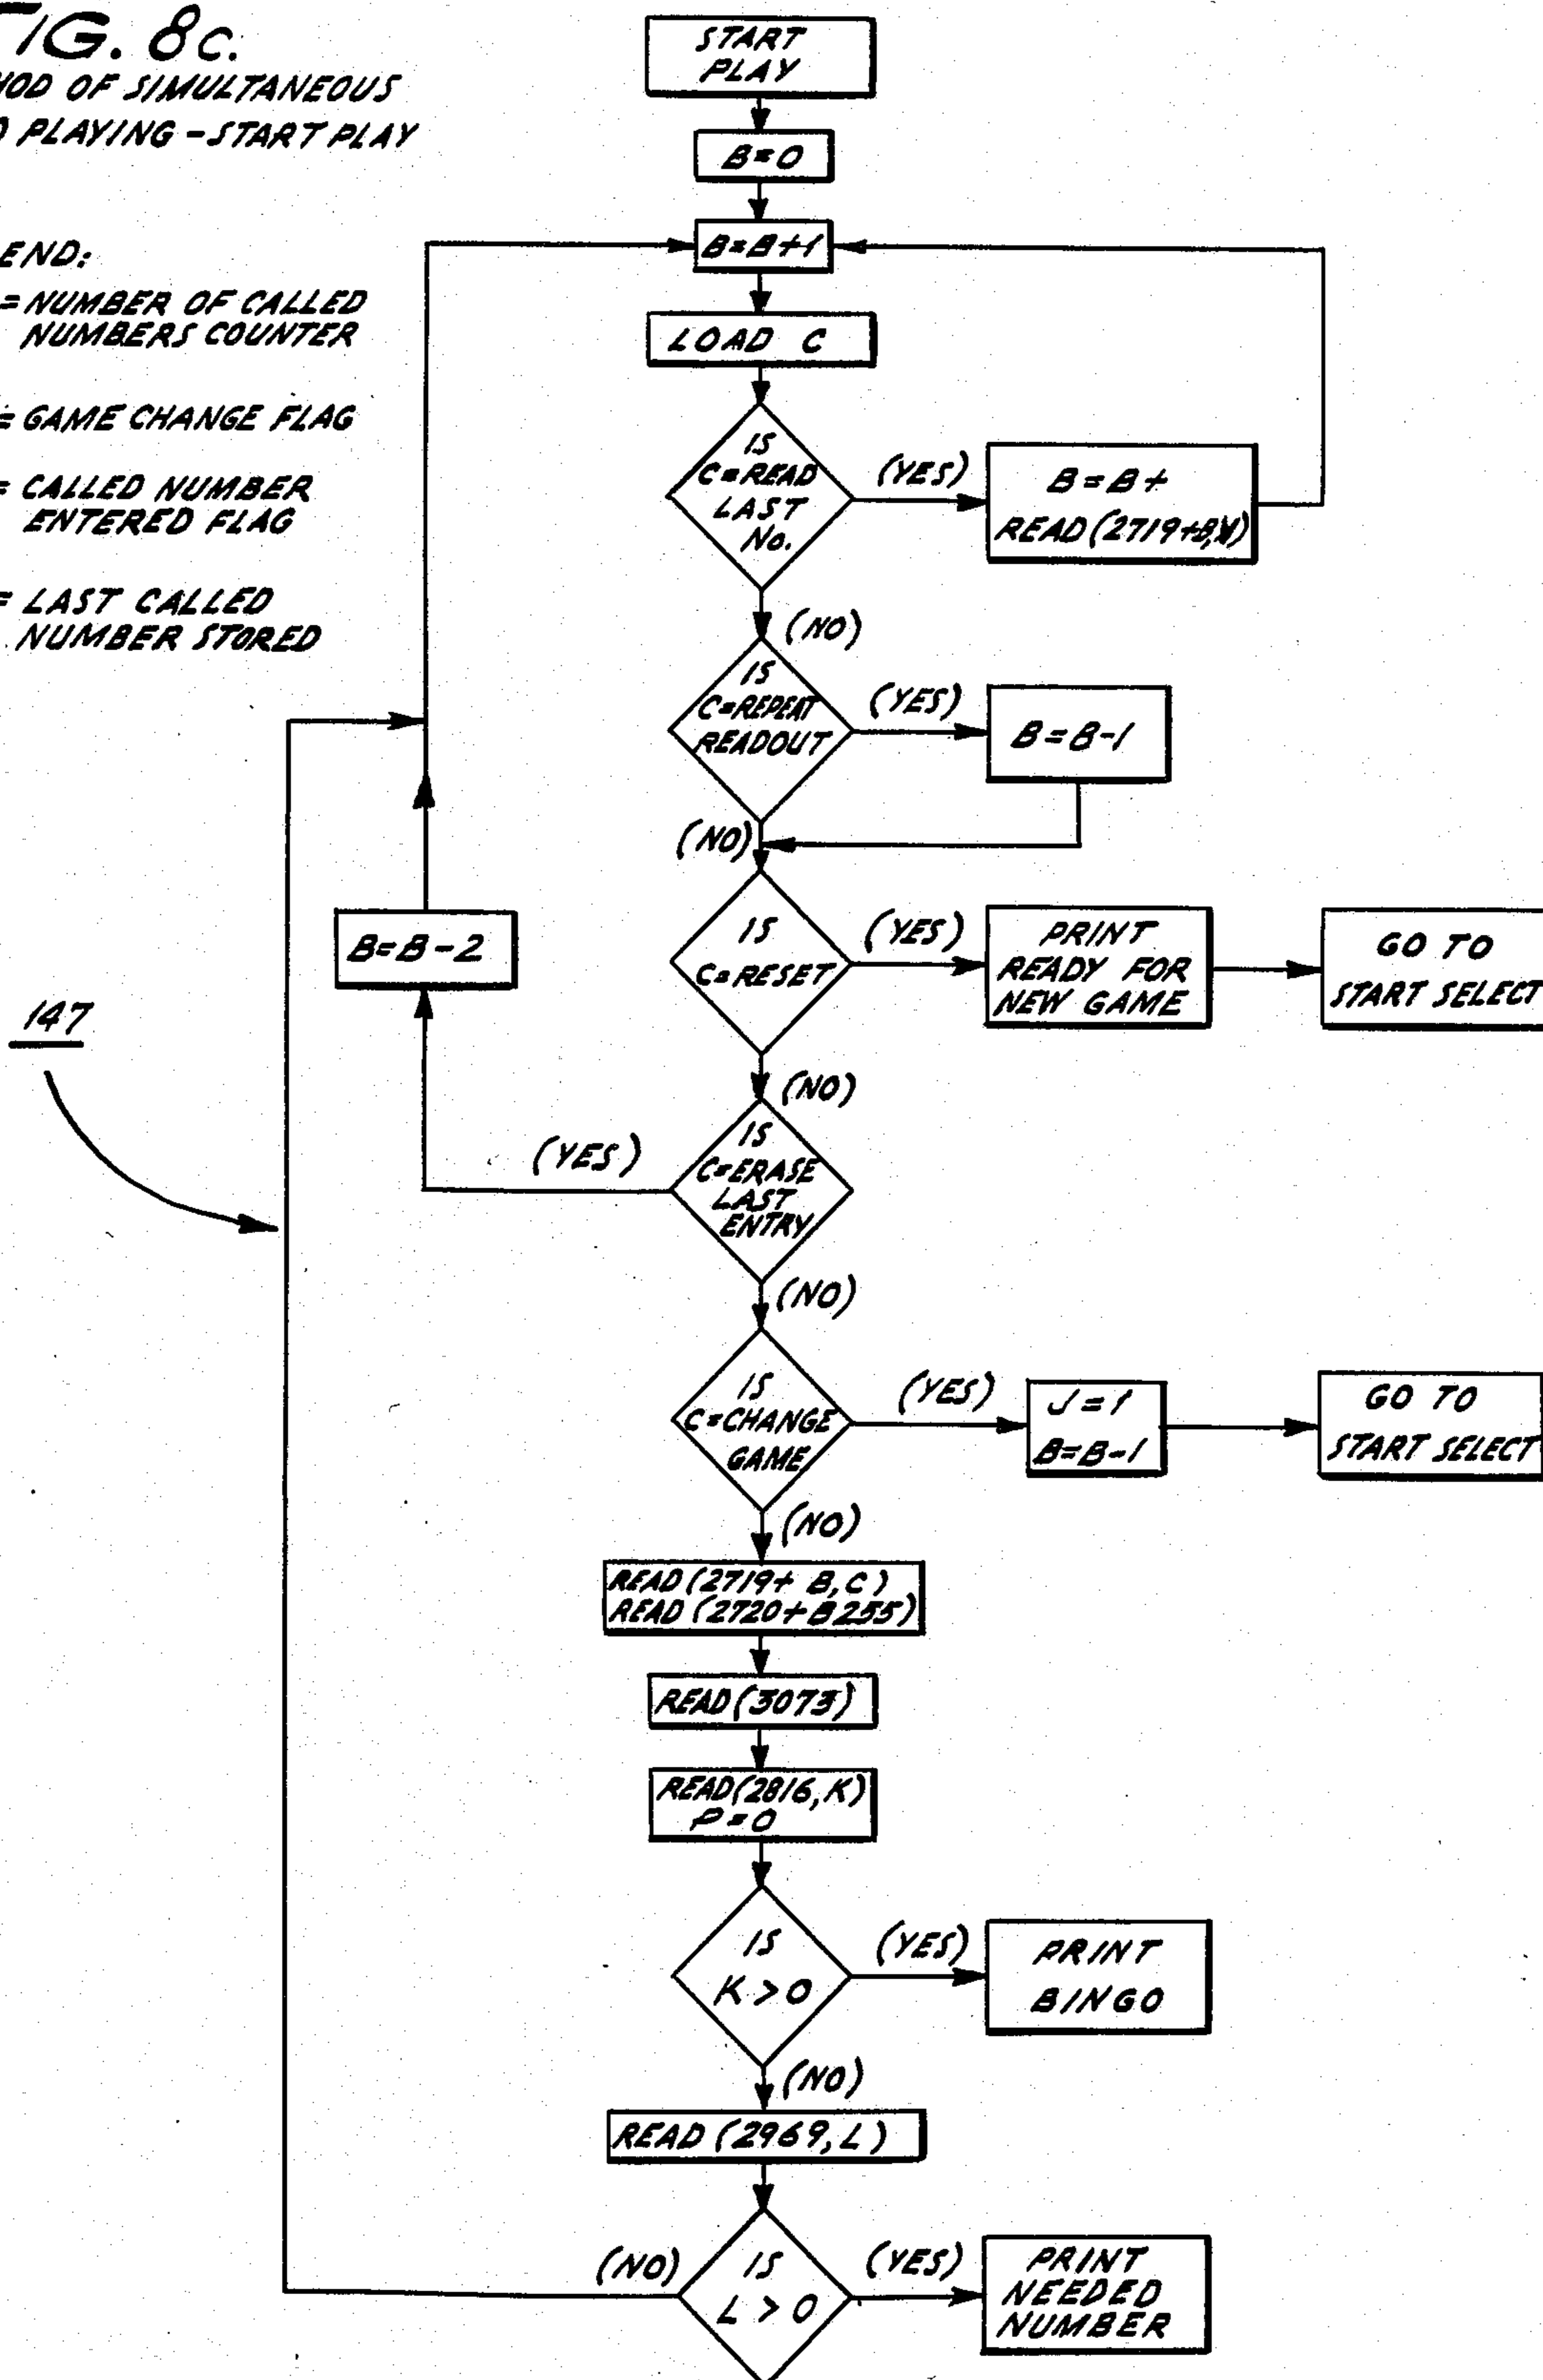 FIG. 8c.
OF SIMULTANEOUS
PLAYING - START PLAY
= NUMBER OF CALLED
NUMBERS COUNTER
= GAME CHANGE FLAG
= CALLED NUMBER
ENTERED FLAG
= LAST CALLED
NUMBER STORED
147
START
PLAY
B=0
B=B+1
LOAD C
IS
C=READ
LAST
No.
(YES)
B=B+
READ(2719+B,
(NO)
IS
C=REPEAT
READOUT
(YES)
B=B-1
(NO)
IS
C=RESET
(YES)
PRINT
READY FOR
NEW GAME
GO TO
START SELECT
(NO)
IS
C=ERASE
LAST
ENTRY
(YES)
B=B-2
(NO)
IS
C=CHANGE
GAME
(YES)
J=1
B=B-1
GO TO
START SELECT
(NO)
READ(2719+ B,C)
READ (2720+B255)
READ(3073)
READ(2816,K)
P=0
IS
K>0
(YES)
PRINT
BINGO
(NO)
READ (2969,L)
IS
L>0
(NO)
(YES)
PRINT
NEEDED
NUMBER